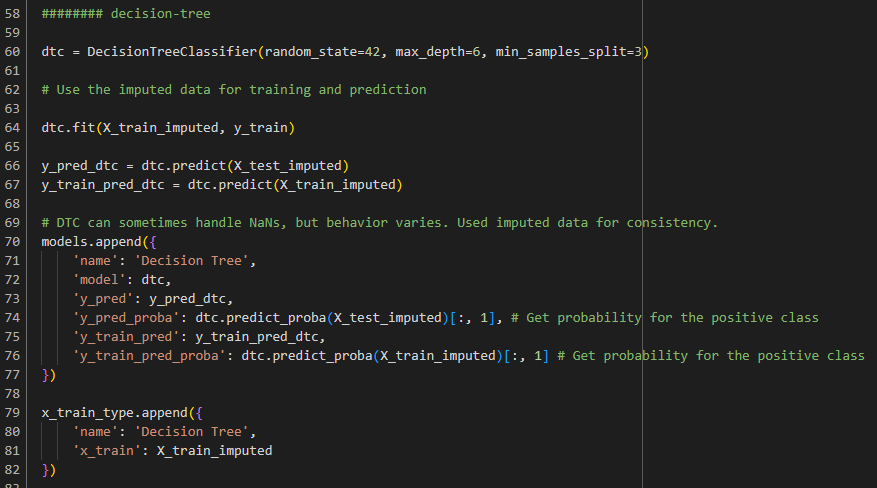 58 ######## decision-tree
59
60 dtc = DecisionTreeClassifier(random_state=42, max_depth=6, min_samples_split=3)
61
62 # Use the imputed data for training and prediction
63
64 dtc.fit(X_train_imputed, y_train)
65
66 y_pred_dtc = dtc.predict(X_test_imputed)
67 y_train_pred_dtc = dtc.predict(X_train_imputed)
68
69 # DTC can sometimes handle NaNs, but behavior varies. Used imputed data for consistency.
70 models.append({
71     'name': 'Decision Tree',
72     'model': dtc,
73     'y_pred': y_pred_dtc,
74     'y_pred_proba': dtc.predict_proba(X_test_imputed)[:, 1], # Get probability for the positive class
75     'y_train_pred': y_train_pred_dtc,
76     'y_train_pred_proba': dtc.predict_proba(X_train_imputed)[:, 1] # Get probability for the positive class
77 })
78
79 x_train_type.append({
80     'name': 'Decision Tree',
81     'x_train': X_train_imputed
82 })